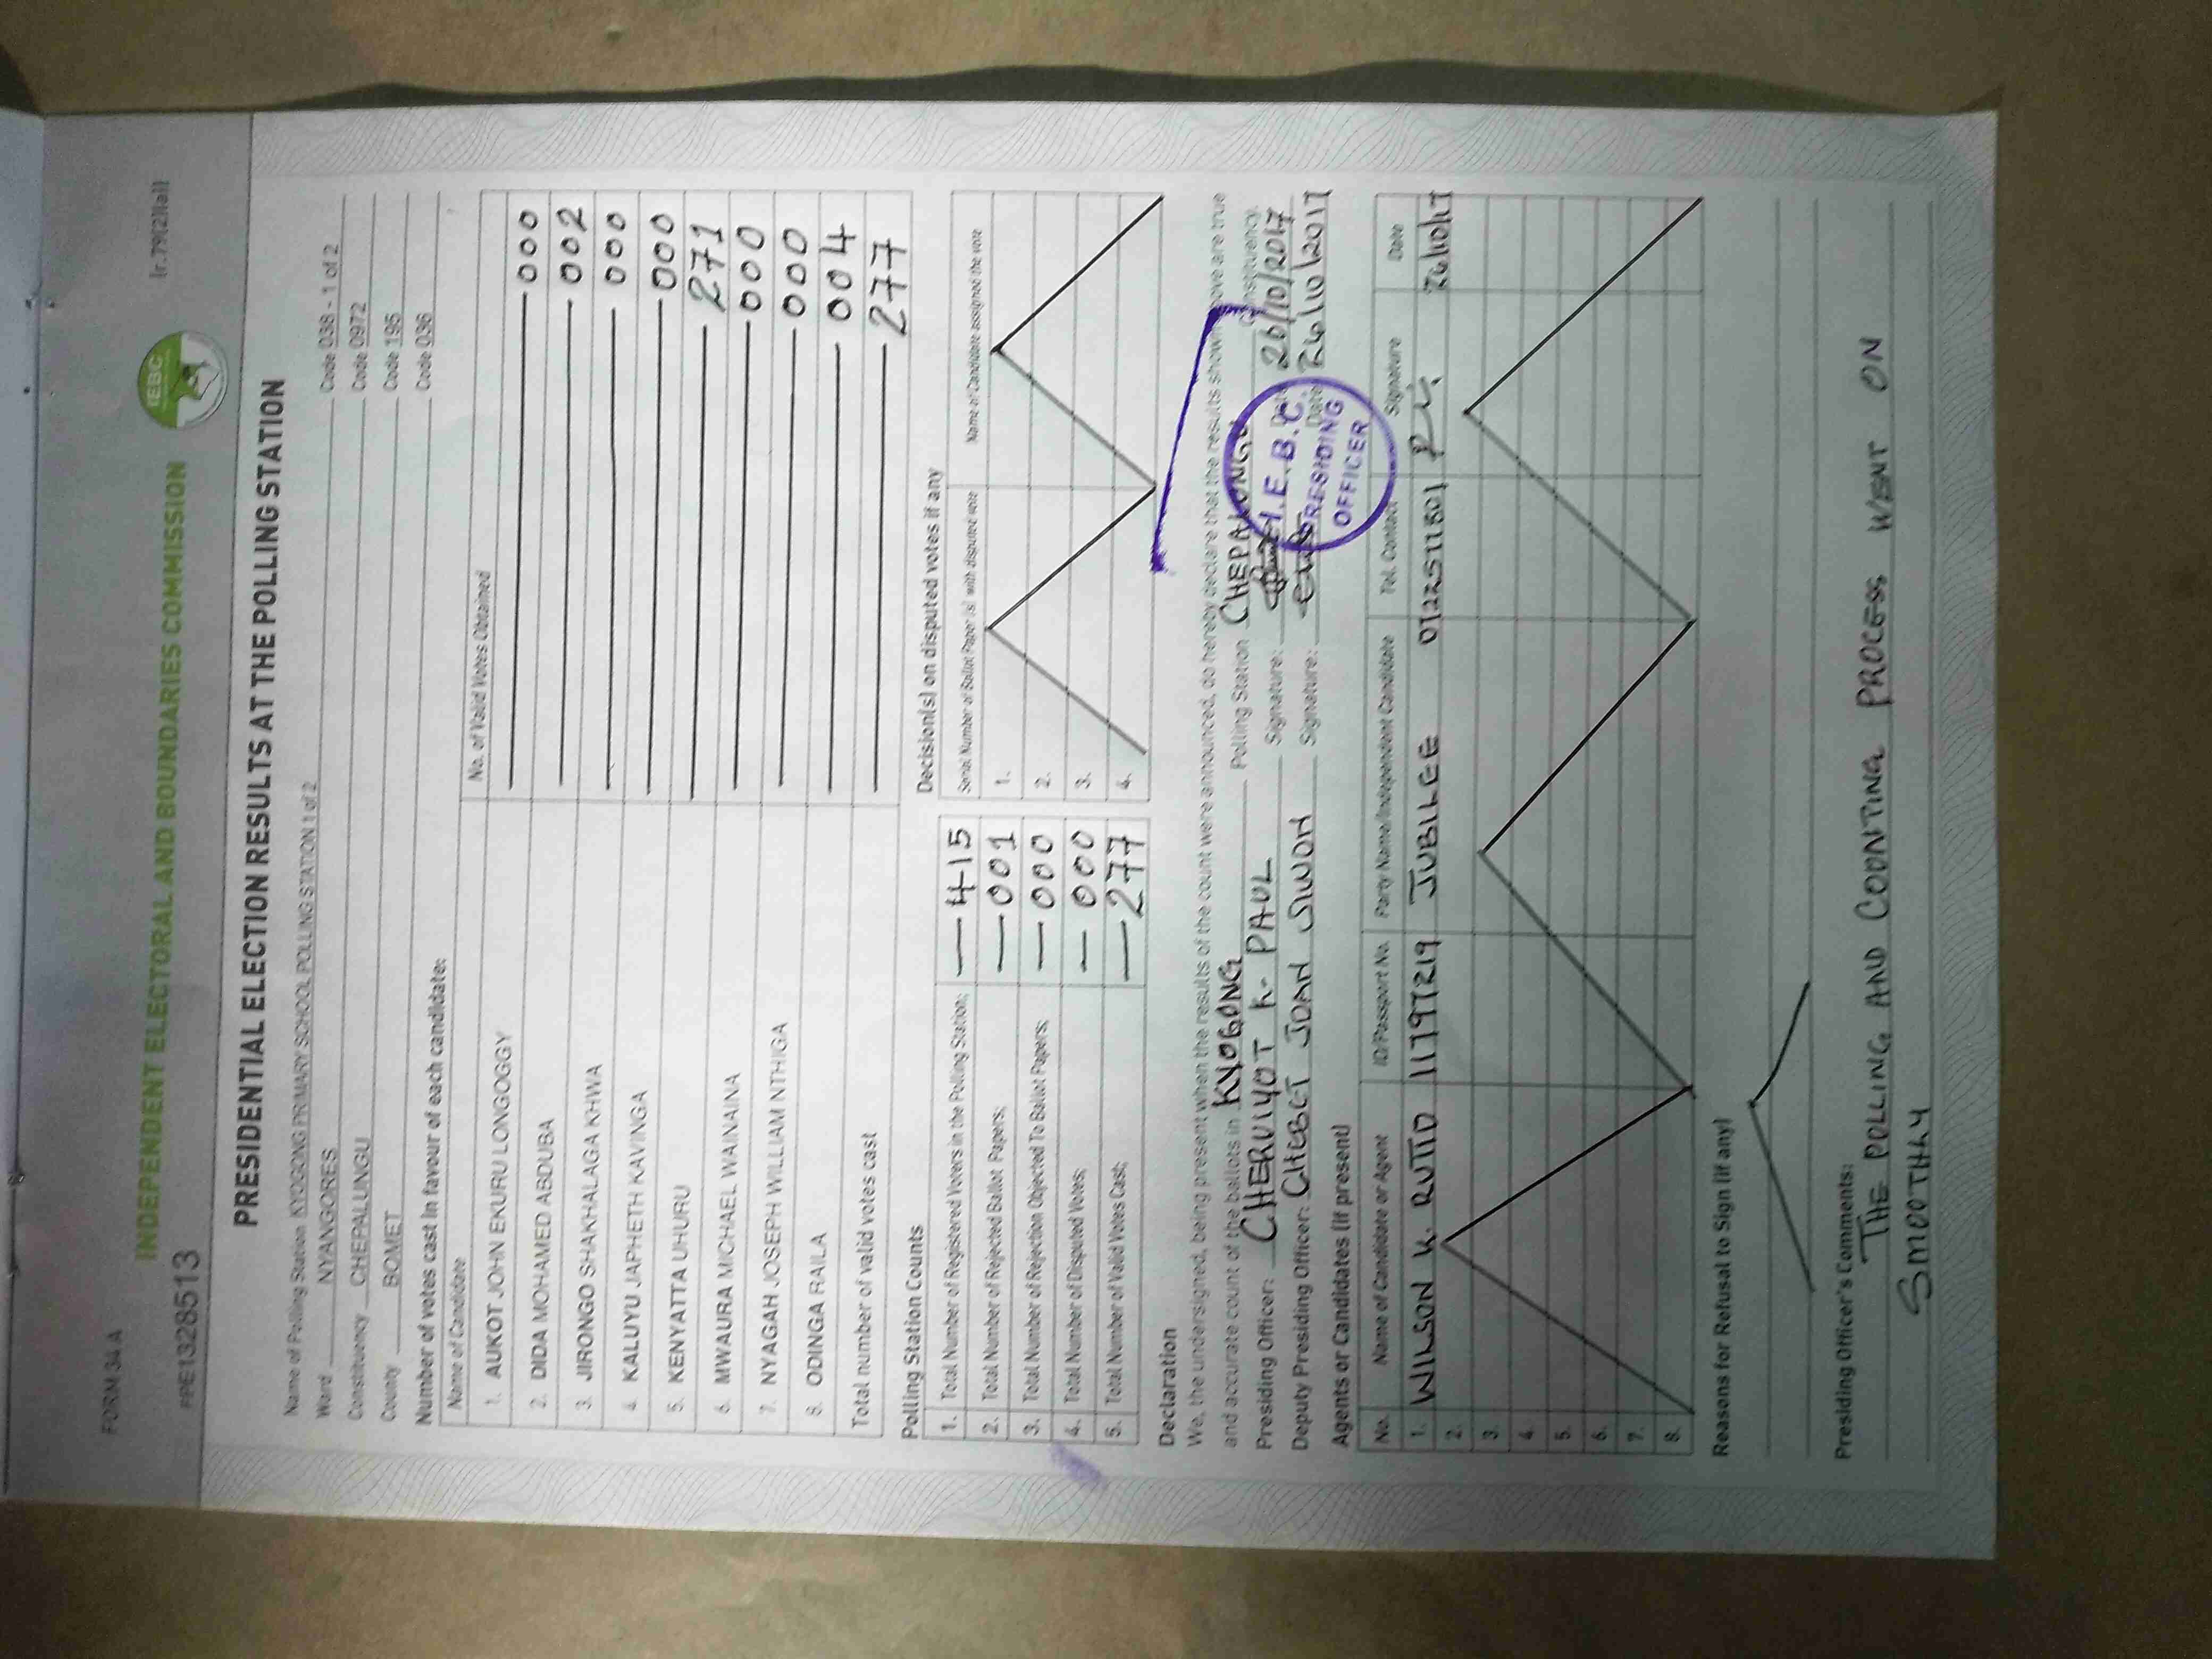 FORM 34A
(r.79(2)(a))
INDEPENDENT ELECTORAL AND BOUNDARIES COMMISSION
IEBC
PRE1328513
PRESIDENTIAL ELECTION RESULTS AT THE POLLING STATION
Name of Polling Station KYOGONG PRIMARY SCHOOL POLLING STATION 1 of 2 Code 038 - 1 of 2
Ward NYANGORES Code 0972
Constituency CHEPALUNGU Code 195
County BOMET Code 036
Number of votes cast in favour of each candidate:
Name of Candidate No. of Valid Votes Obtained
1. AUKOT JOHN EKURU LONGOGGY 000
2. DIDA MOHAMED ABDUBA 002
3. JIRONGO SHAKHALAGA KHWA 000
4. KALUYU JAPHETH KAVINGA 000
5. KENYATTA UHURU 271
6. MWAURA MICHAEL WAINAINA 000
7. NYAGAH JOSEPH WILLIAM NTHIGA 000
8. ODINGA RAILA 004
Total number of valid votes cast 277
Polling Station Counts
1. Total Number of Registered Voters in the Polling Station: 415
2. Total Number of Rejected Ballot Papers: 001
3. Total Number of Rejection Objected To Ballot Papers: 000
4. Total Number of Disputed Votes: 000
5. Total Number of Valid Votes Cast: 277
Decision(s) on disputed votes if any
Serial Number of Ballot Paper (s) with disputed vote Name of Candidate assigned the vote
1.
2.
3.
4.
Declaration
We, the undersigned, being present when the results of the count were announced, do hereby declare that the results shown above are true
and accurate count of the ballots in KYOGONG Polling Station CHEPALUNGU Constituency.
Presiding Officer: CHERUIYOT K. PAUL Signature: Date 26/10/2017
Deputy Presiding Officer: CHEBET JOAN Signature: Date 26/10/2017
I.E.B.C.
PRESIDING
OFFICER
Agents or Candidates (if present)
No. Name of Candidate or Agent ID/Passport No. Party Name/Independent Candidate Tel. Contact Signature Date
1. WILSON K. RUTTO 11797219 JUBILEE 26/10/17
2.
3.
4.
5.
6.
7.
8.
Reasons for Refusal to Sign (if any)
Presiding Officer's Comments:
THE POLLING AND COUNTING PROCESS WENT ON
SMOOTHLY